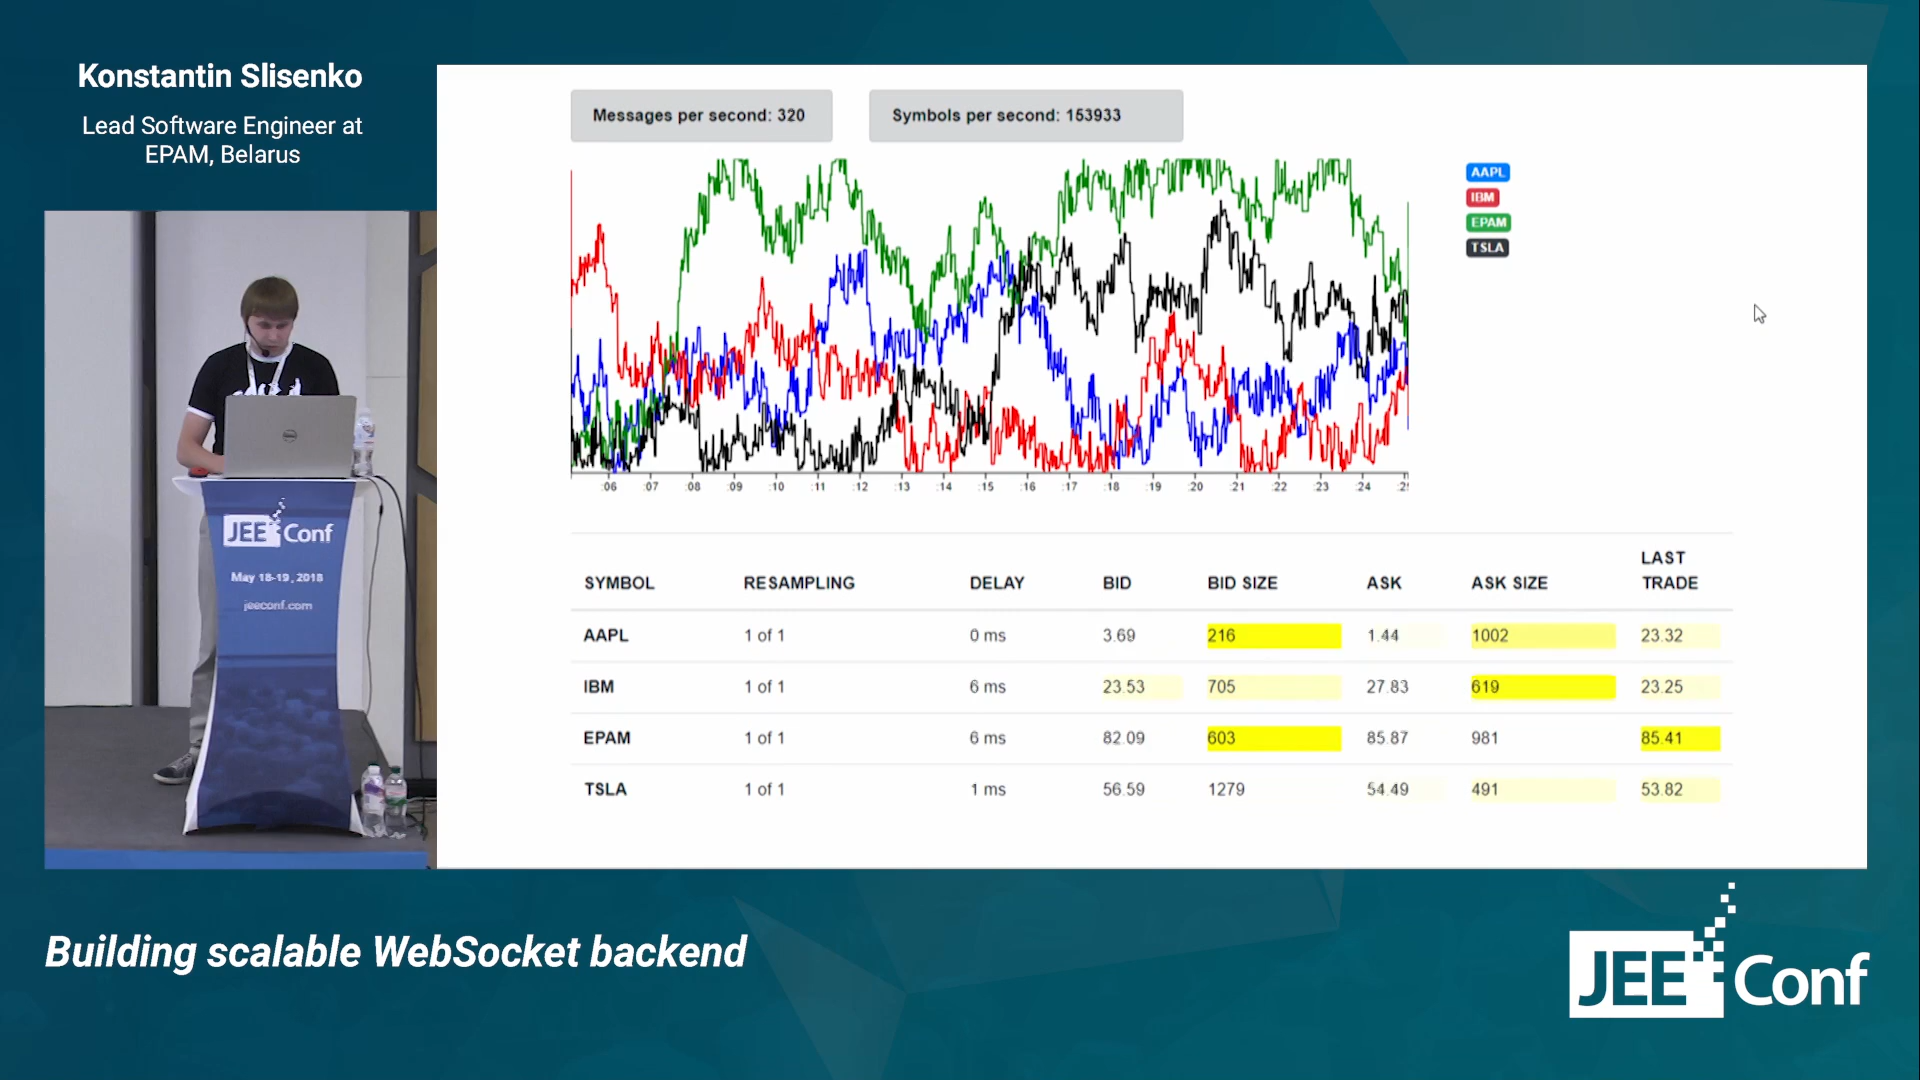 Konstantin Slisenko
Lead Software Engineer at
EPAM, Belarus
Messages per second: 320
Symbols per second: 153933
AAPL
IBM
EPAM
TSLA
:06 :07 :08 :09 :10 :11 :12 :13 :14 :15 :16 :17 :18 :19 :20 :21 :22 :23 :24
SYMBOL RESAMPLING DELAY BID BID SIZE ASK ASK SIZE LAST TRADE
AAPL 1 of 1 0 ms 3.69 216 1.44 1002 23.32
IBM 1 of 1 6 ms 23.53 705 27.83 619 23.25
EPAM 1 of 1 6 ms 82.09 603 85.87 981 85.41
TSLA 1 of 1 1 ms 56.59 1279 54.49 491 53.82
JEE Conf
May 18-19, 2018
jeeconf.com
Building scalable WebSocket backend
JEE Conf